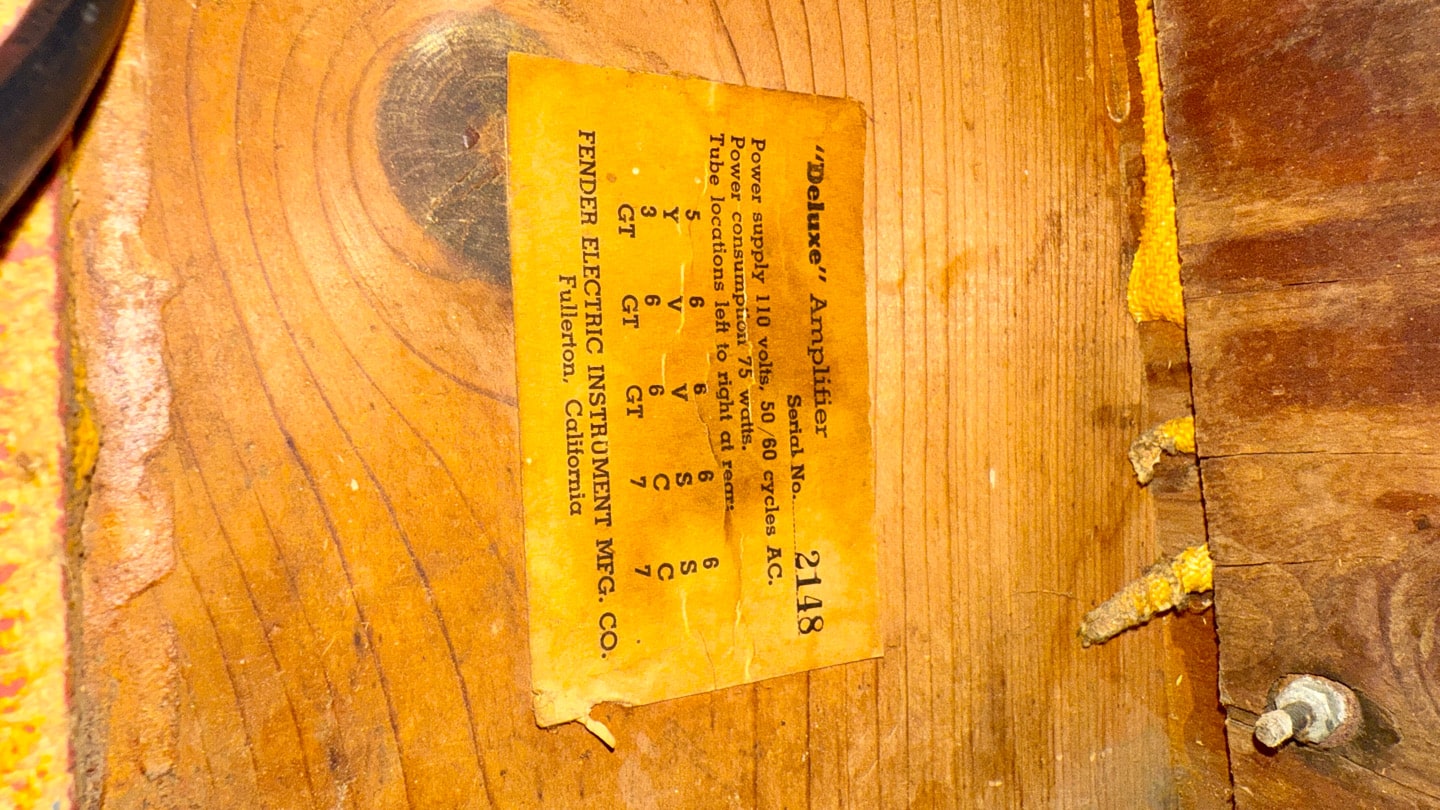 "Deluxe" Amplifier
Serial No. 2148
Power supply 110 volts, 50/60 cycles AC.
Power consumption 75 watts.
Tube locations left to right at rear:
5 6 6 6 6
Y V V S S
3 6 6 C C
GT GT GT 7 7
FENDER ELECTRIC INSTRUMENT MFG. CO.
Fullerton, California